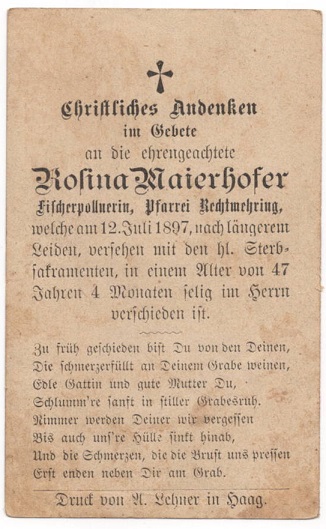 Christliches Andenken
im Gebete
an die ehrengeachtete
Rosina Maierhofer
Fischerpollnerin, Pfarrei Rechtmehring,
welche am 12. Juli 1897, nach längerem
Leiden, versehen mit den hl. Sterb-
sakramenten, in einem Alter von 47
Jahren 4 Monaten selig im Herrn
verschieden ist.
Zu früh geschieden bist Du von den Deinen,
Die schmerzerfüllt an Deinem Grabe weinen,
Edle Gattin und gute Mutter Du,
Schlumm're sanft in stiller Grabesruh.
Nimmer werden Deiner wir vergessen
Bis auch uns're Hülle sinkt hinab,
Und die Schmerzen, die die Brust uns pressen
Erst enden neben Dir am Grab.
Druck von A. Lehner in Haag.